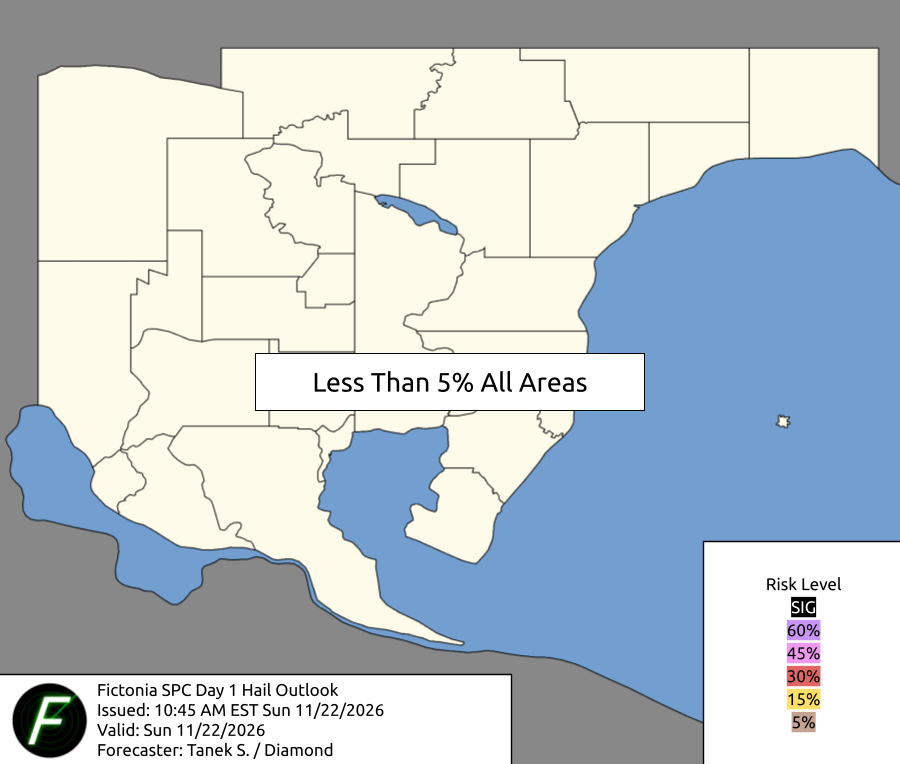 Less Than 5% All Areas
Risk Level
SIG
60%
45%
30%
15%
5%
F
Fictonia SPC Day 1 Hail Outlook
Issued: 10:45 AM EST Sun 11/22/2026
Valid: Sun 11/22/2026
Forecaster: Tanek S. / Diamond